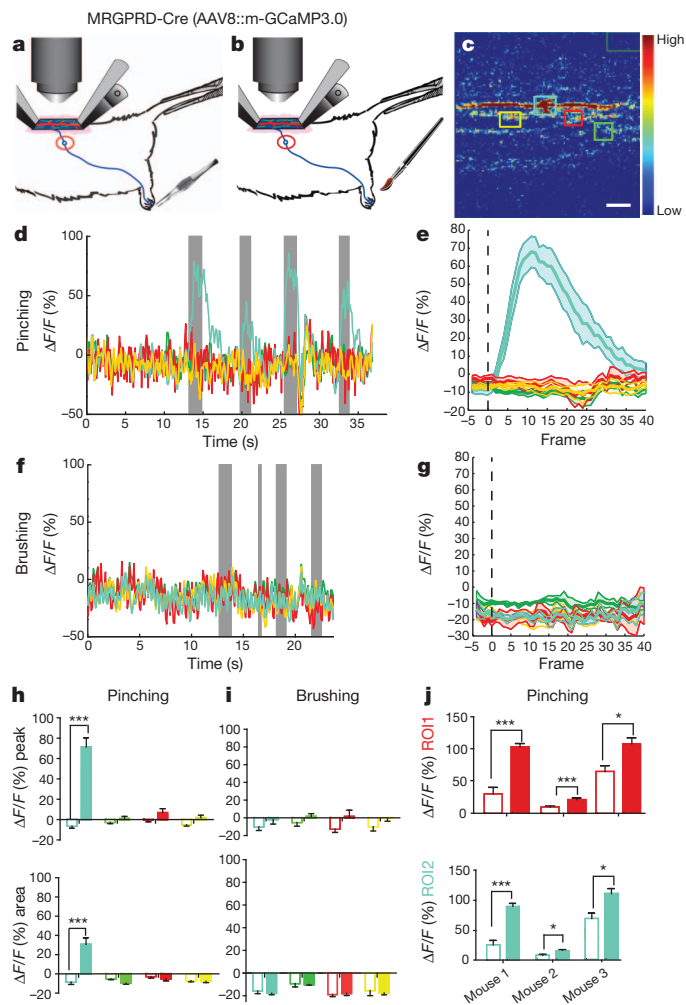 MRGPRD-Cre (AAV8::m-GCaMP3.0)
a
b
c
High
Low
d
Pinching
ΔF/F (%)
100
50
0
−50
0 5 10 15 20 25 30 35
Time (s)
e
ΔF/F (%)
80
70
60
50
40
30
20
10
0
−10
−20
−5 0 5 10 15 20 25 30 35 40
Frame
f
Brushing
ΔF/F (%)
100
50
0
−50
0 5 10 15 20
Time (s)
g
ΔF/F (%)
80
70
60
50
40
30
20
10
0
−10
−20
−30
−5 0 5 10 15 20 25 30 35 40
Frame
h
Pinching
ΔF/F (%) peak
100
80
60
40
20
0
−20
***
ΔF/F (%) area
100
80
60
40
20
0
−20
***
i
Brushing
100
80
60
40
20
0
−20
100
80
60
40
20
0
−20
j
Pinching
ΔF/F (%) ROI1
150
100
50
0
***
***
*
ΔF/F (%) ROI2
150
100
50
0
***
*
*
Mouse 1
Mouse 2
Mouse 3